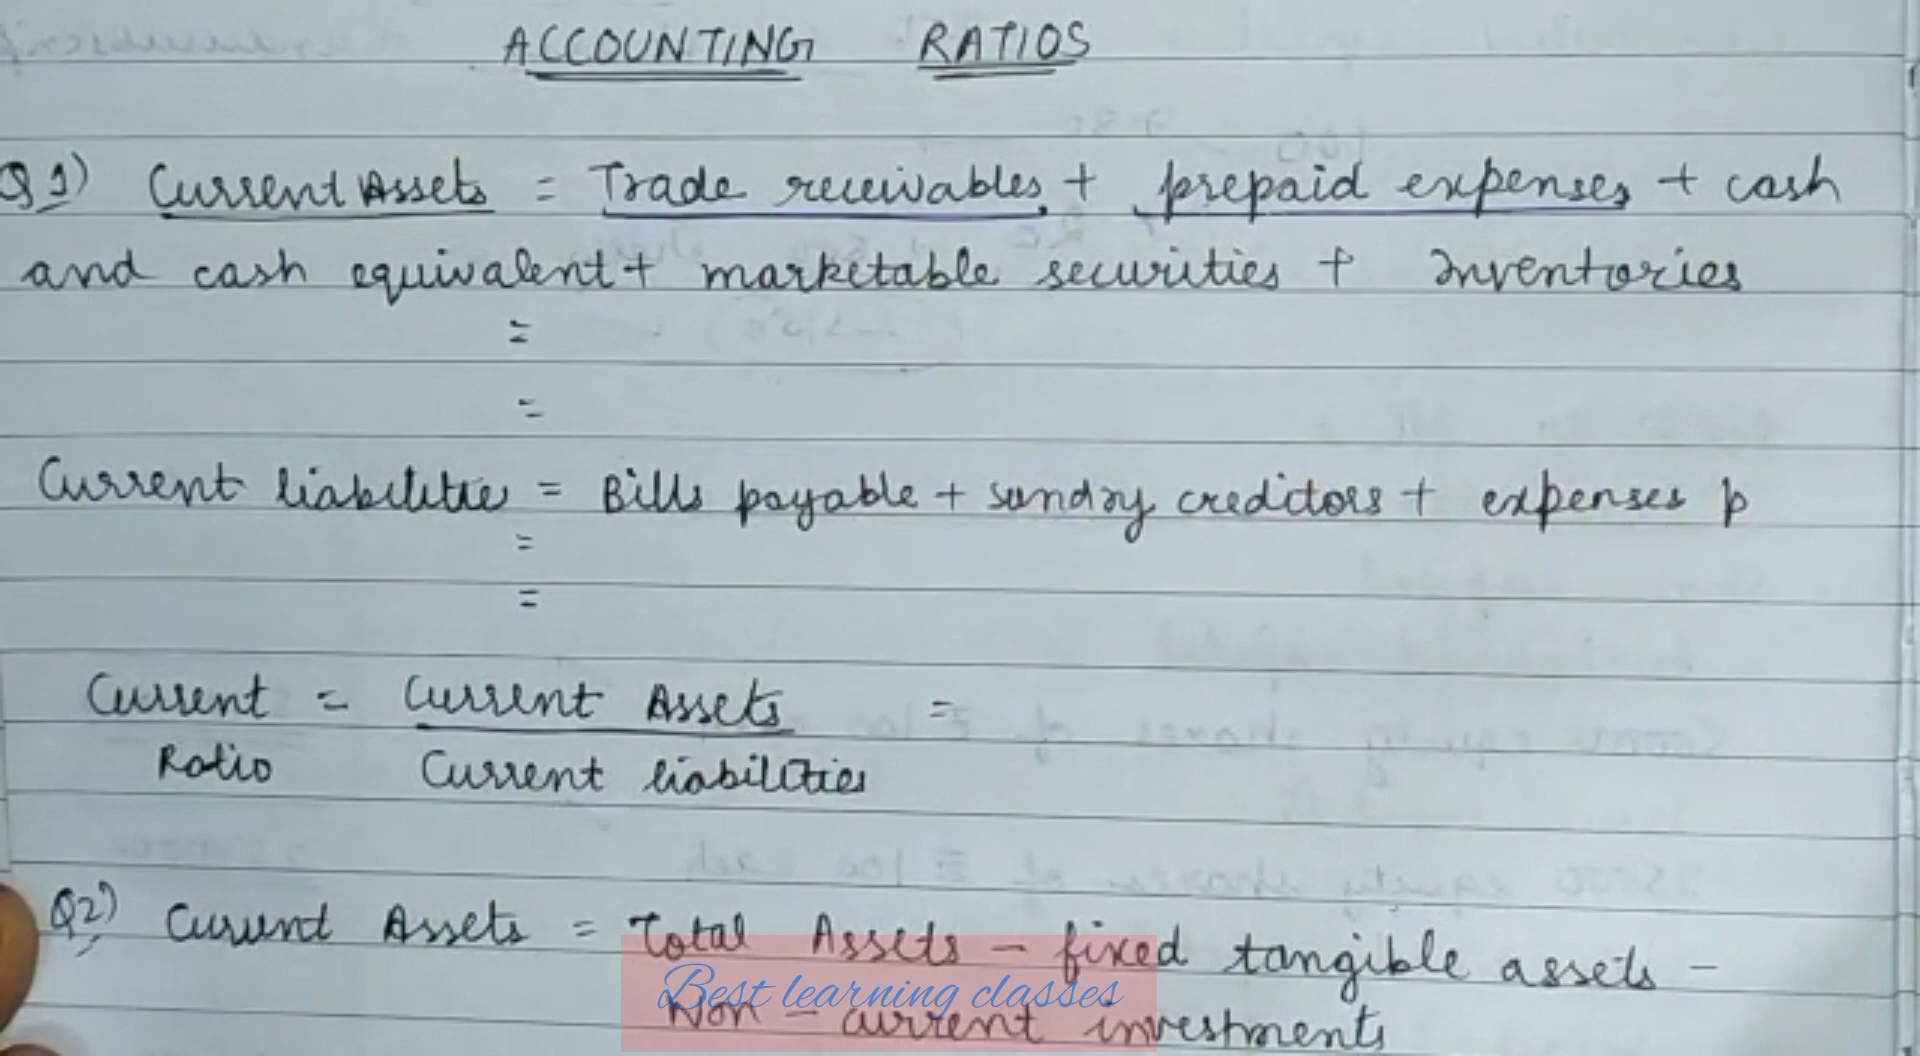 ACCOUNTING RATIOS
Q1) Current Assets = Trade receivables + prepaid expenses + cash
and cash equivalent + marketable securities + Inventories
=
=
Current liabilities = Bills payable + sundry creditors + expenses p
=
=
Current = Current Assets =
Ratio Current liabilities
Q2) Current Assets = Total Assets - fixed tangible assets -
Best learning classes
Non - current investments